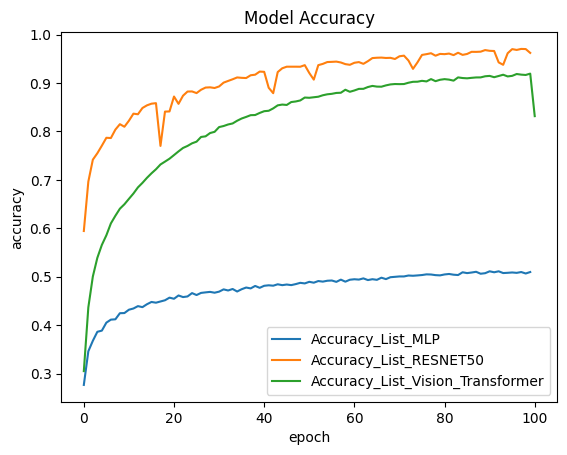 Model Accuracy
accuracy
1.0
0.9
0.8
0.7
0.6
0.5
0.4
0.3
0
20
40
60
80
100
epoch
Accuracy_List_MLP
Accuracy_List_RESNET50
Accuracy_List_Vision_Transformer